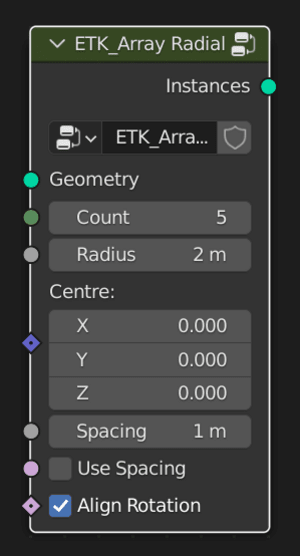 ETK_Array Radial
Instances
ETK_Arra...
Geometry
Count 5
Radius 2 m
Centre:
X 0.000
Y 0.000
Z 0.000
Spacing 1 m
Use Spacing
Align Rotation